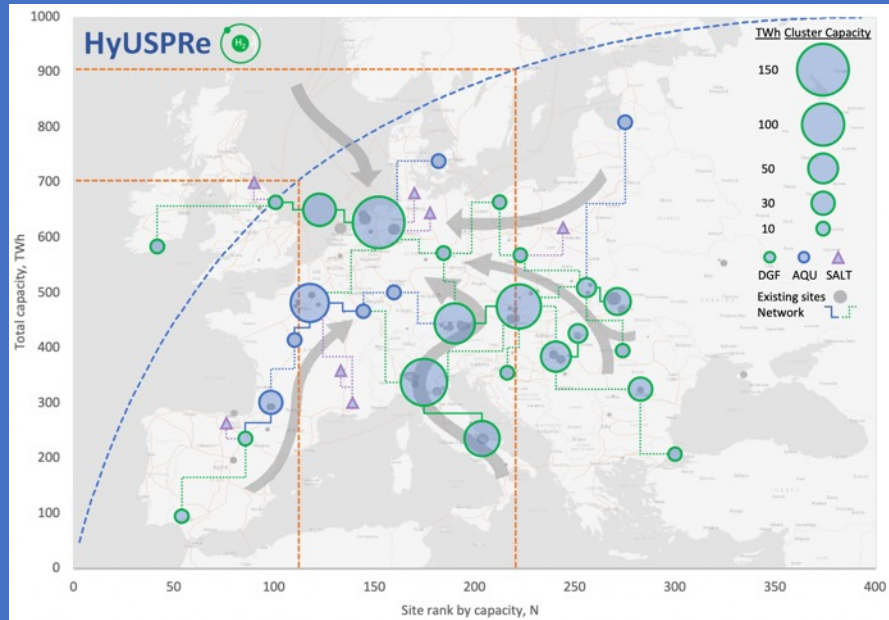 HyUSPRe H₂
TWh Cluster Capacity
150
100
50
30
10
DGF AQU SALT
Existing sites
Network
Total capacity, TWh
1000
900
800
700
600
500
400
300
200
100
0
0 50 100 150 200 250 300 350 400
Site rank by capacity, N